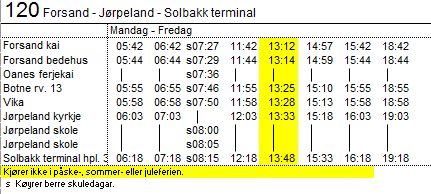 120 Forsand - Jørpeland - Solbakk terminal
Mandag - Fredag
Forsand kai 05:42 06:42 s07:27 11:42 13:12 14:57 15:42 18:42
Forsand bedehus 05:44 06:44 s07:29 11:44 13:14 14:59 15:44 18:44
Oanes ferjekai | | s07:36 | | | | |
Botne rv. 13 05:55 06:55 s07:46 11:55 13:25 15:10 15:55 18:55
Vika 05:58 06:58 s07:50 11:58 13:28 15:13 15:58 18:58
Jørpeland kyrkje 06:03 07:03 | 12:03 13:33 15:18 16:03 19:03
Jørpeland skole | | s08:00 | | | | |
Jørpeland skole | | s08:05 | | | | |
Solbakk terminal hpl. 3 06:18 07:18 s08:15 12:18 13:48 15:33 16:18 19:18
Kjører ikke i påske-, sommer- eller juleferien.
s Køyrer berre skuledagar.